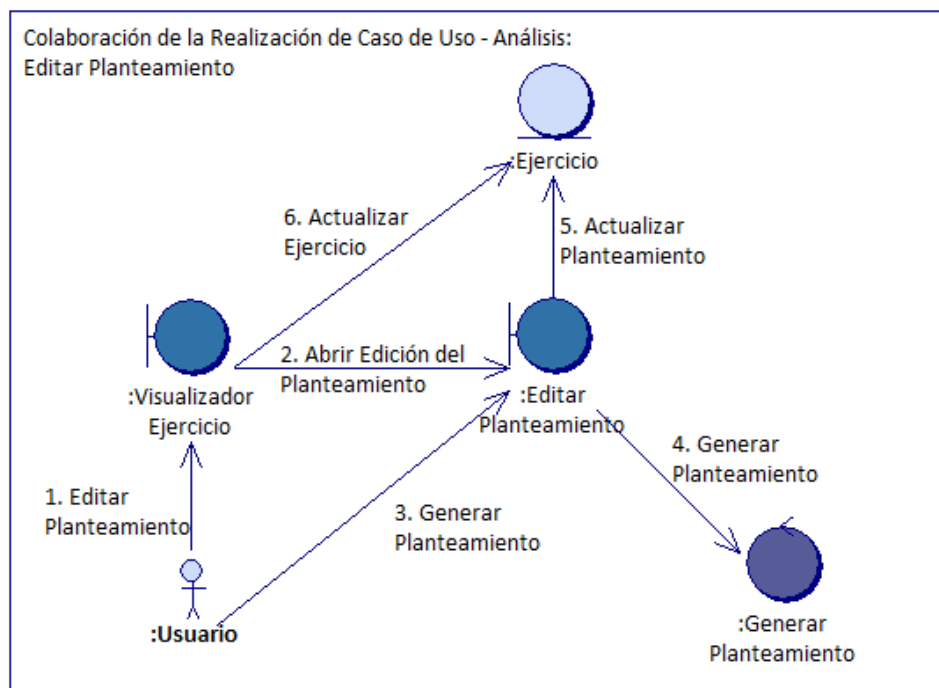 Colaboración de la Realización de Caso de Uso - Análisis:
Editar Planteamiento
:Ejercicio
6. Actualizar
Ejercicio
5. Actualizar
Planteamiento
2. Abrir Edición del
Planteamiento
:Visualizador
Ejercicio
:Editar
Planteamiento
4. Generar
Planteamiento
1. Editar
Planteamiento
3. Generar
Planteamiento
:Usuario
:Generar
Planteamiento